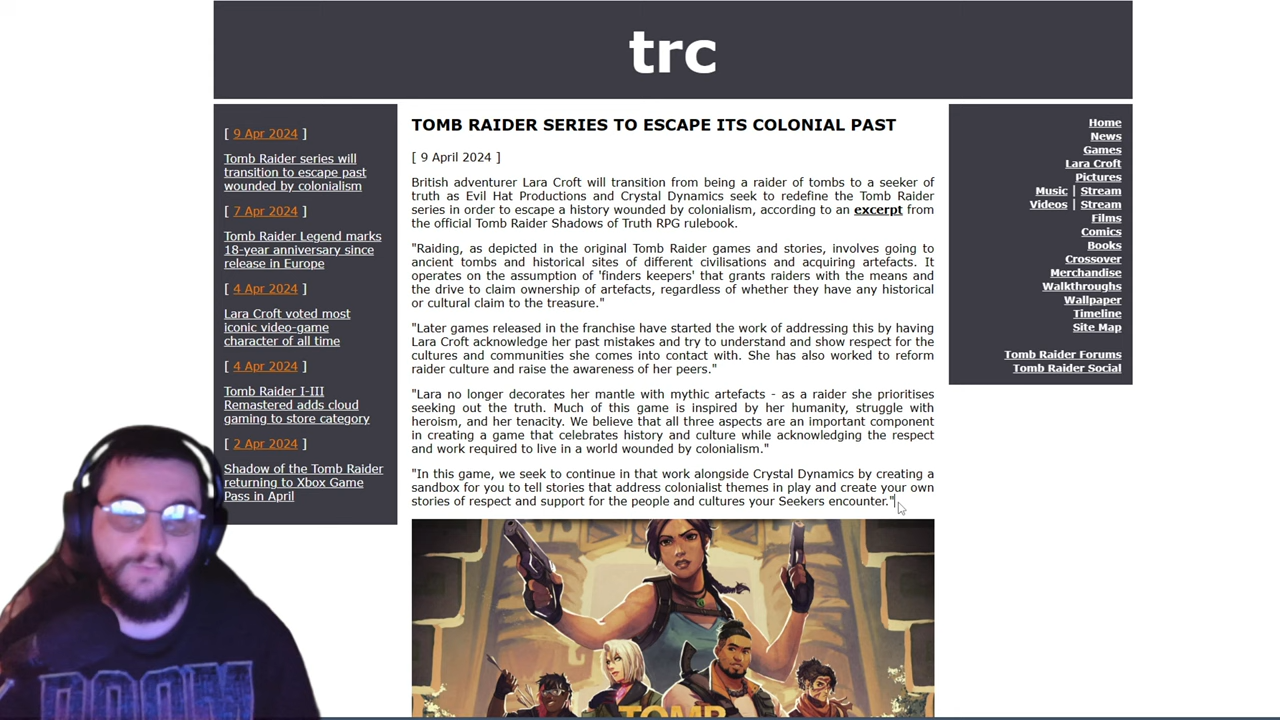 trc
[ 9 Apr 2024 ]
Tomb Raider series will
transition to escape past
wounded by colonialism
[ 7 Apr 2024 ]
Tomb Raider Legend marks
18-year anniversary since
release in Europe
[ 4 Apr 2024 ]
Lara Croft voted most
iconic video-game
character of all time
[ 4 Apr 2024 ]
Tomb Raider I-III
Remastered adds cloud
gaming to store category
[ 2 Apr 2024 ]
Shadow of the Tomb Raider
returning to Xbox Game
Pass in April
TOMB RAIDER SERIES TO ESCAPE ITS COLONIAL PAST
[ 9 April 2024 ]
British adventurer Lara Croft will transition from being a raider of tombs to a seeker of
truth as Evil Hat Productions and Crystal Dynamics seek to redefine the Tomb Raider
series in order to escape a history wounded by colonialism, according to an excerpt from
the official Tomb Raider Shadows of Truth RPG rulebook.
"Raiding, as depicted in the original Tomb Raider games and stories, involves going to
ancient tombs and historical sites of different civilisations and acquiring artefacts. It
operates on the assumption of 'finders keepers' that grants raiders with the means and
the drive to claim ownership of artefacts, regardless of whether they have any historical
or cultural claim to the treasure."
"Later games released in the franchise have started the work of addressing this by having
Lara Croft acknowledge her past mistakes and try to understand and show respect for the
cultures and communities she comes into contact with. She has also worked to reform
raider culture and raise the awareness of her peers."
"Lara no longer decorates her mantle with mythic artefacts - as a raider she prioritises
seeking out the truth. Much of this game is inspired by her humanity, struggle with
heroism, and her tenacity. We believe that all three aspects are an important component
in creating a game that celebrates history and culture while acknowledging the respect
and work required to live in a world wounded by colonialism."
"In this game, we seek to continue in that work alongside Crystal Dynamics by creating a
sandbox for you to tell stories that address colonialist themes in play and create your own
stories of respect and support for the people and cultures your Seekers encounter."
TOMB
Home
News
Games
Lara Croft
Pictures
Music | Stream
Videos | Stream
Films
Comics
Books
Crossover
Merchandise
Walkthroughs
Wallpaper
Timeline
Site Map
Tomb Raider Forums
Tomb Raider Social
DOOM